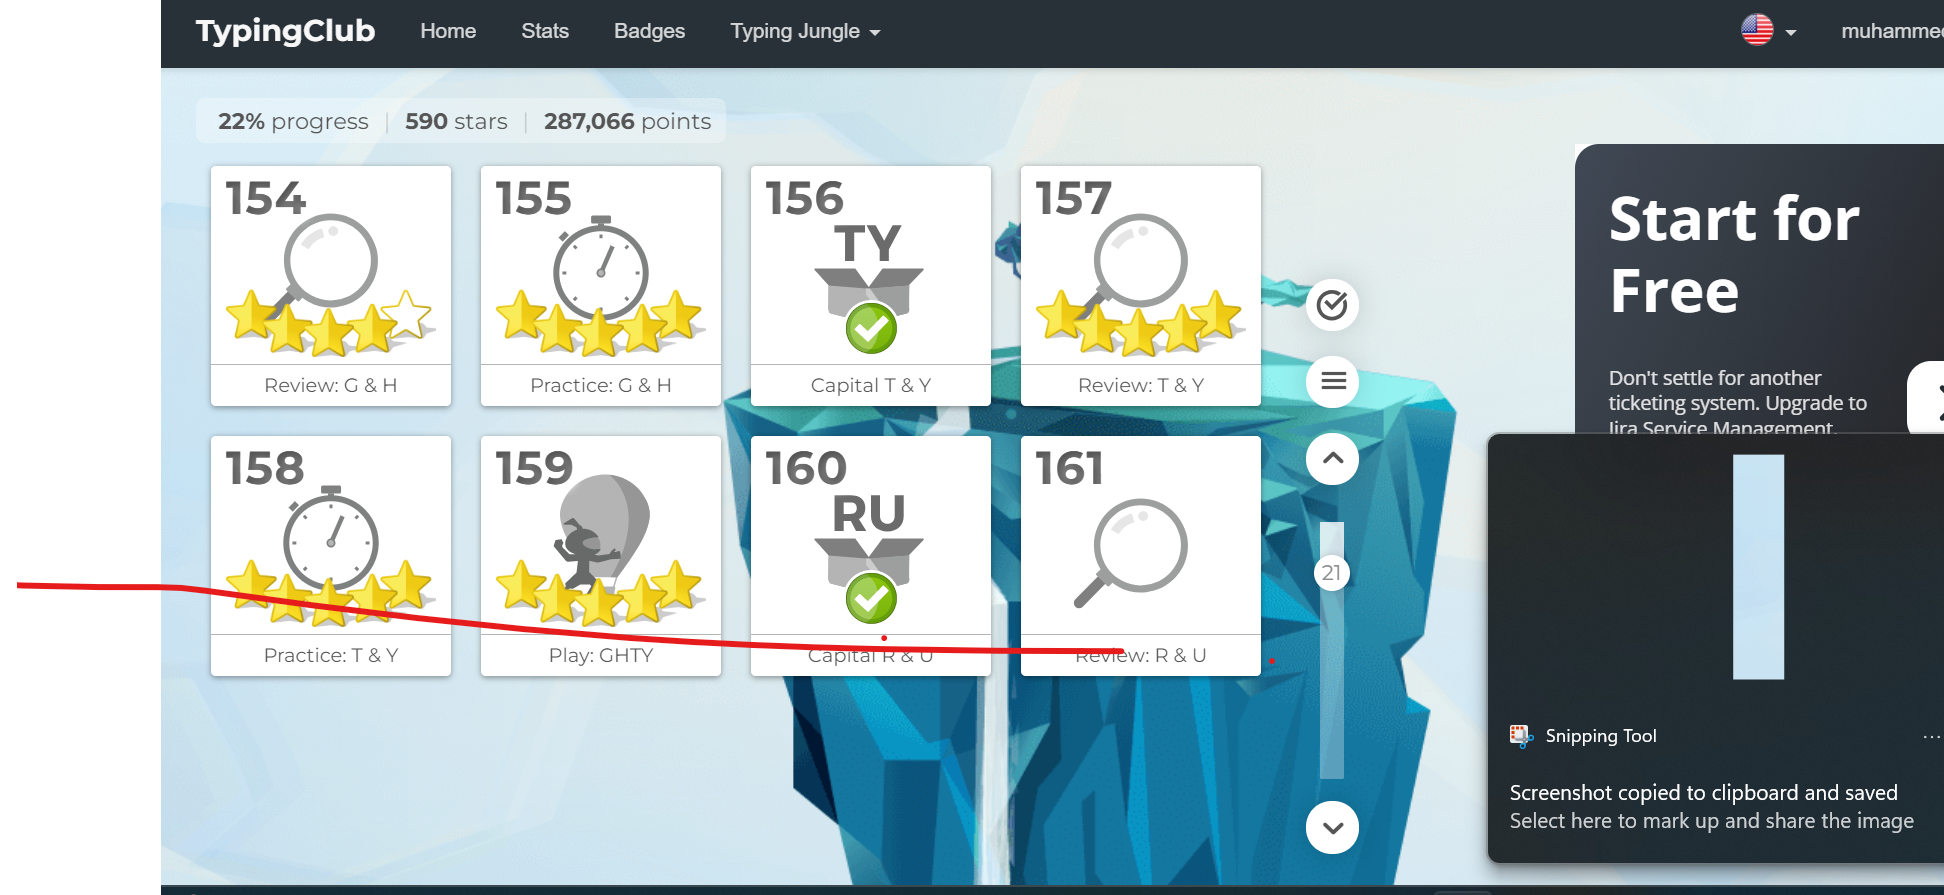 TypingClub Home Stats Badges Typing Jungle
22% progress 590 stars 287,066 points
154
Review: G & H
155
Practice: G & H
156
TY
Capital T & Y
157
Review: T & Y
158
Practice: T & Y
159
Play: GHTY
160
RU
Capital R & U
161
Review: R & U
21
Start for
Free
Don't settle for another
ticketing system. Upgrade to
Jira Service Management.
Snipping Tool
Screenshot copied to clipboard and saved
Select here to mark up and share the image